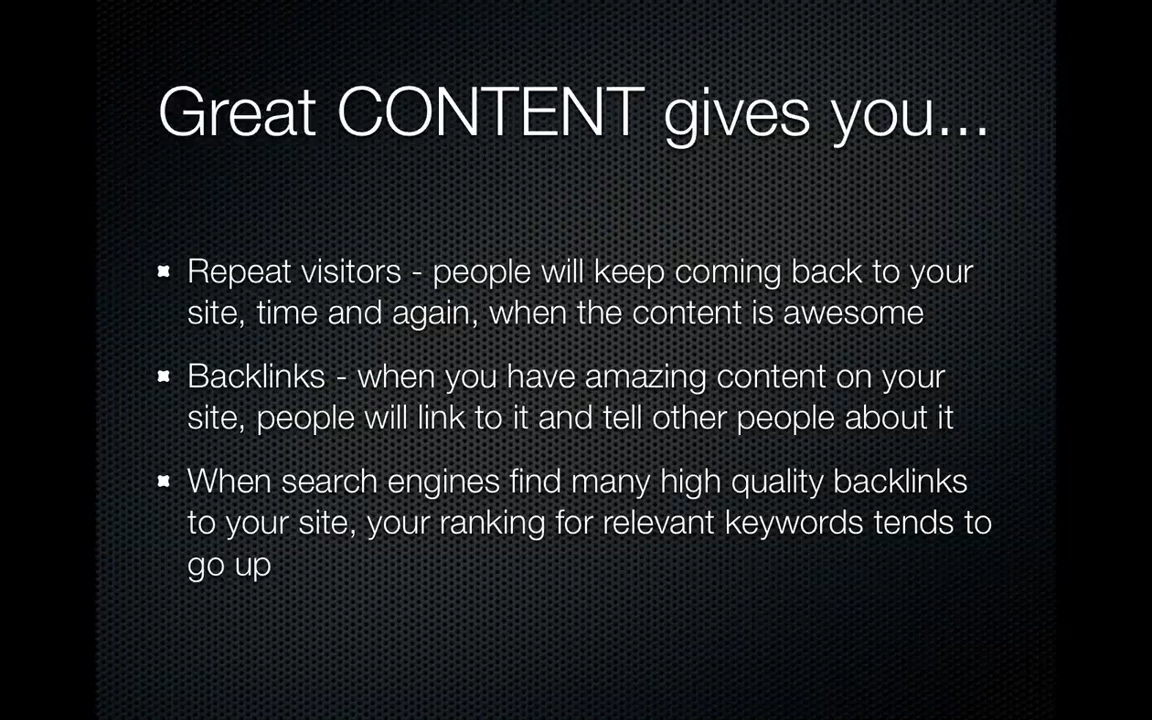 Great CONTENT gives you...
Repeat visitors - people will keep coming back to your
site, time and again, when the content is awesome
Backlinks - when you have amazing content on your
site, people will link to it and tell other people about it
When search engines find many high quality backlinks
to your site, your ranking for relevant keywords tends to
go up